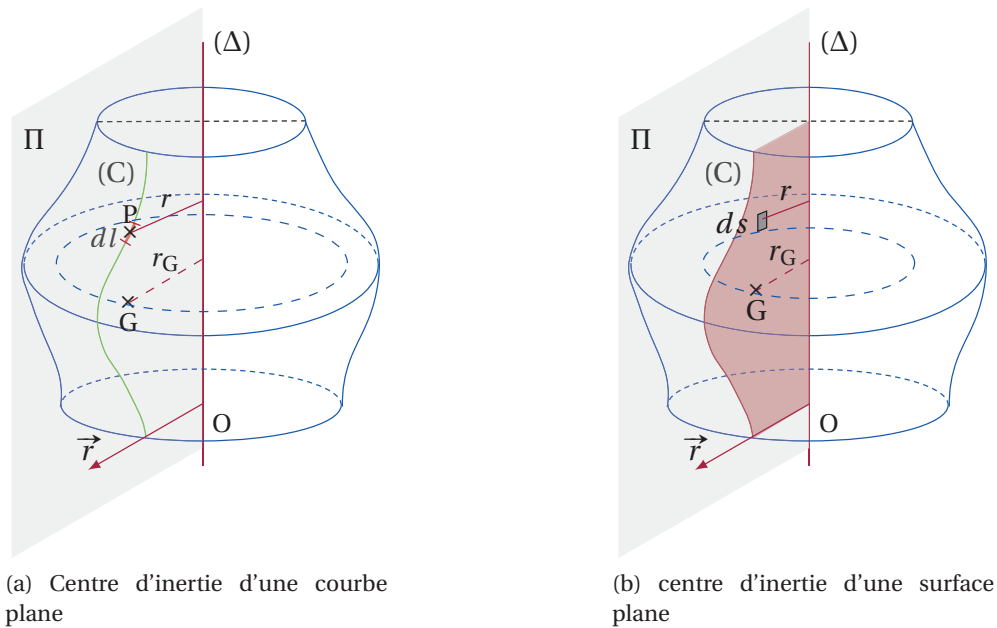 (Δ)
Π
(C)
r
P
dl
r_G
G
O
r⃗
(a) Centre d'inertie d'une courbe
plane
(Δ)
Π
(C)
r
ds
r_G
G
O
r⃗
(b) centre d'inertie d'une surface
plane